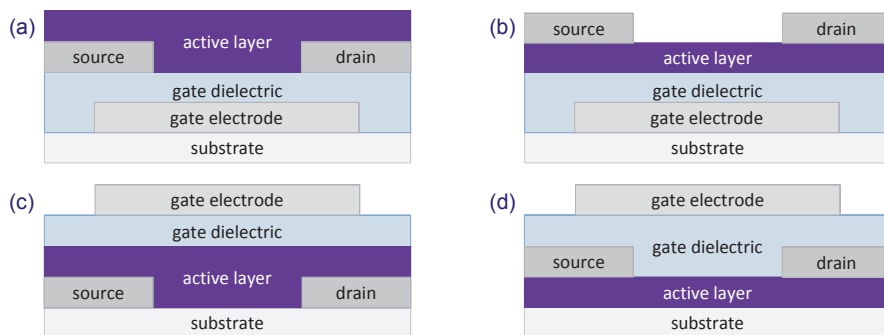 (a)
active layer
source
drain
gate dielectric
gate electrode
substrate
(b)
source
drain
active layer
gate dielectric
gate electrode
substrate
(c)
gate electrode
gate dielectric
active layer
source
drain
substrate
(d)
gate electrode
gate dielectric
source
drain
active layer
substrate